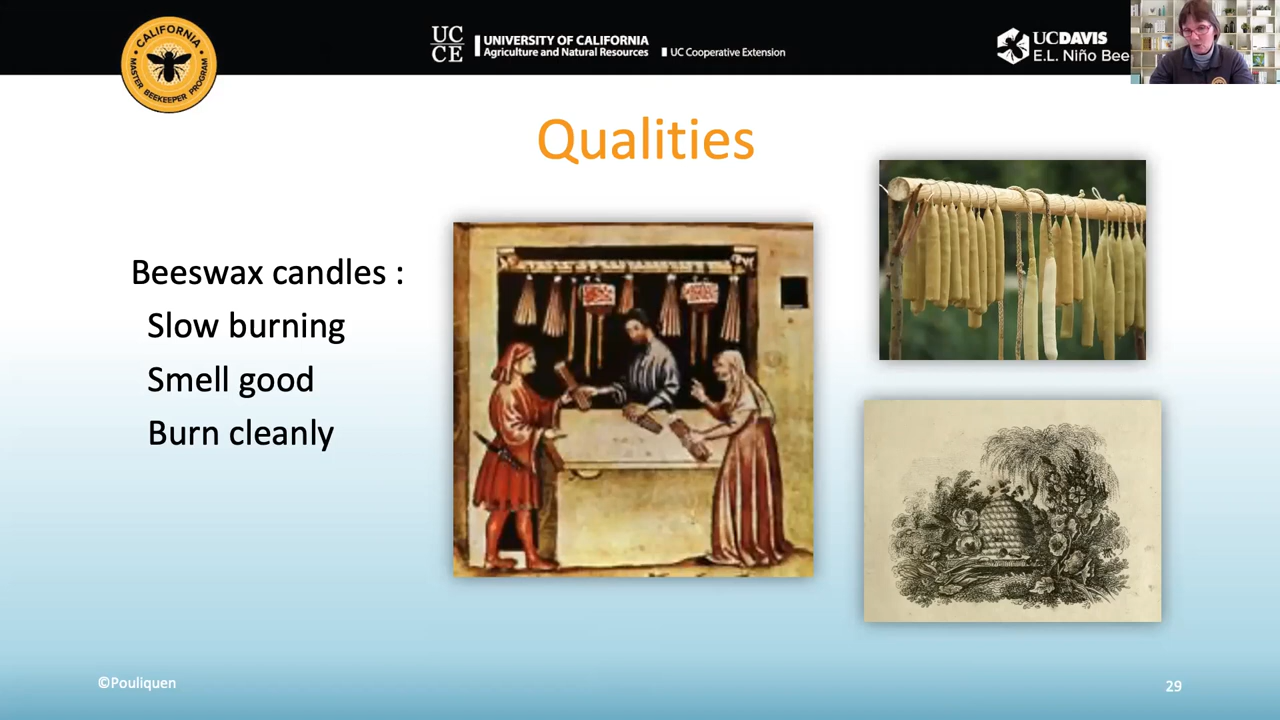 CALIFORNIA
MASTER BEEKEEPER PROGRAM
UC
CE
UNIVERSITY OF CALIFORNIA
Agriculture and Natural Resources
UC Cooperative Extension
UCDAVIS
E.L. Niño Bee
Qualities
Beeswax candles :
Slow burning
Smell good
Burn cleanly
©Pouliquen
29